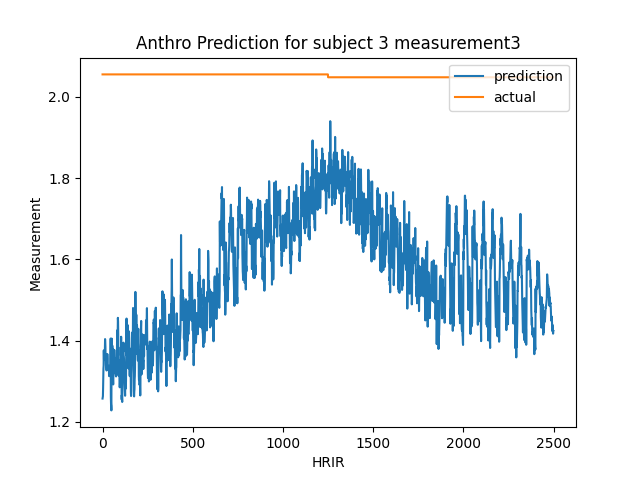 Anthro Prediction for subject 3 measurement3
prediction
actual
2.0
1.8
1.6
1.4
1.2
Measurement
0 500 1000 1500 2000 2500
HRIR